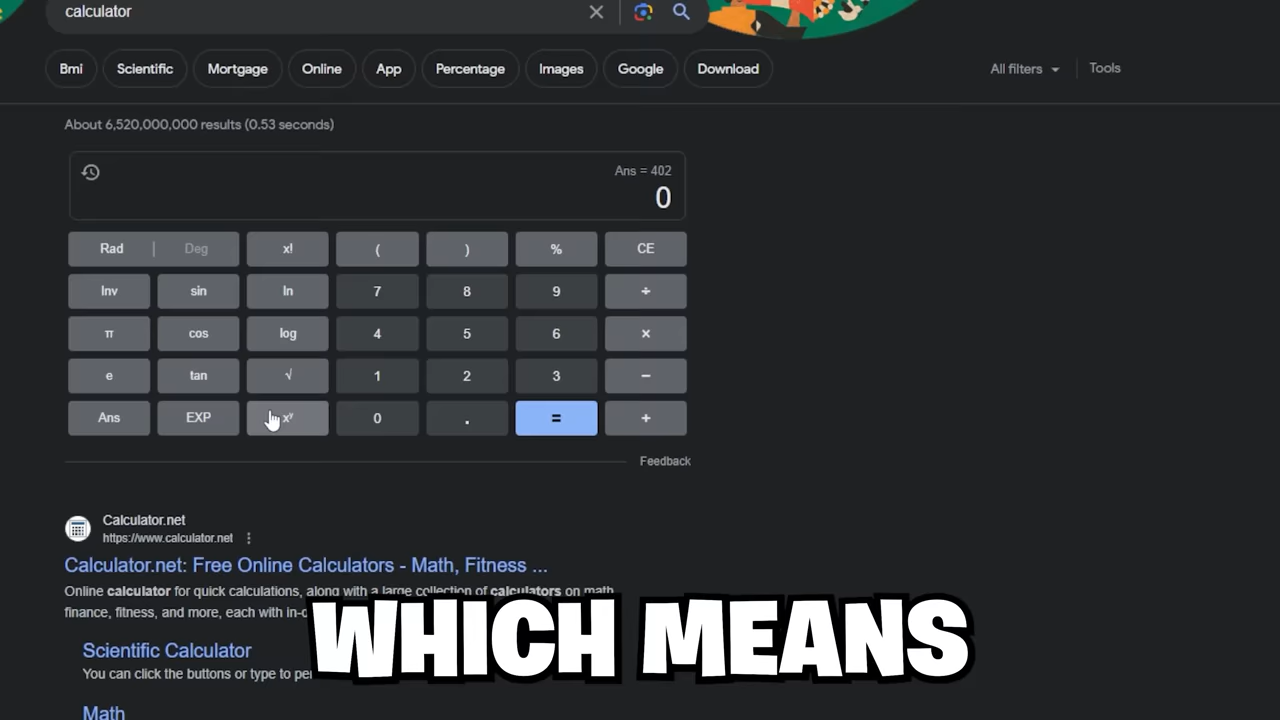 calculator
Bmi Scientific Mortgage Online App Percentage Images Google Download All filters Tools
About 6,520,000,000 results (0.53 seconds)
Ans = 402
0
Rad | Deg x! ( ) % CE
Inv sin ln 7 8 9 ÷
π cos log 4 5 6 ×
e tan √ 1 2 3 −
Ans EXP xʸ 0 . = +
Feedback
Calculator.net
https://www.calculator.net
Calculator.net: Free Online Calculators - Math, Fitness ...
Online calculator for quick calculations, along with a large collection of calculators on math,
finance, fitness, and more, each with in-
Scientific Calculator
You can click the buttons or type to
WHICH MEANS
Math